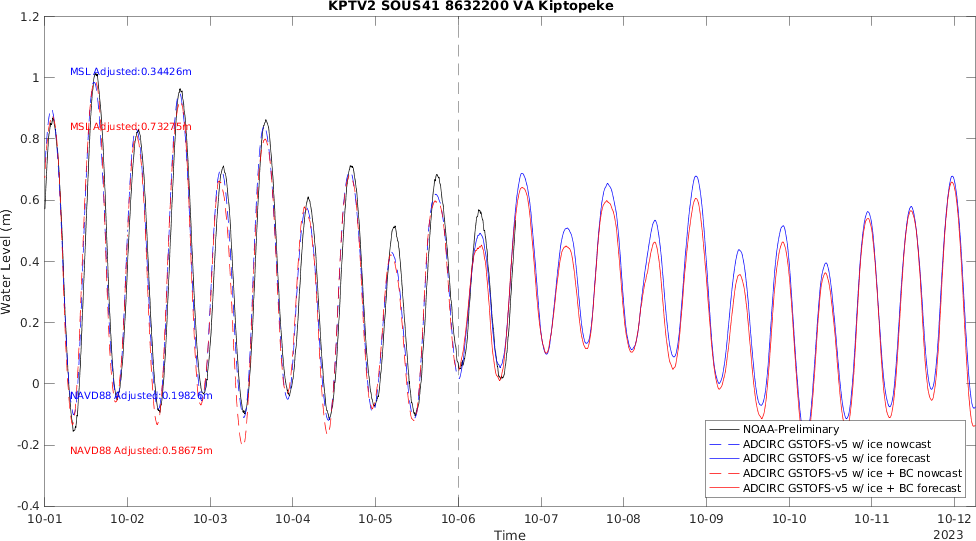 KPTV2 SOUS41 8632200 VA Kiptopeke
1.2
1
0.8
0.6
0.4
0.2
0
-0.2
-0.4
Water Level (m)
MSL Adjusted:0.34426m
MSL Adjusted:0.73275m
NAVD88 Adjusted:0.19826m
NAVD88 Adjusted:0.58675m
NOAA-Preliminary
ADCIRC GSTOFS-v5 w/ ice nowcast
ADCIRC GSTOFS-v5 w/ ice forecast
ADCIRC GSTOFS-v5 w/ ice + BC nowcast
ADCIRC GSTOFS-v5 w/ ice + BC forecast
10-01 10-02 10-03 10-04 10-05 10-06 10-07 10-08 10-09 10-10 10-11 10-12
Time
2023